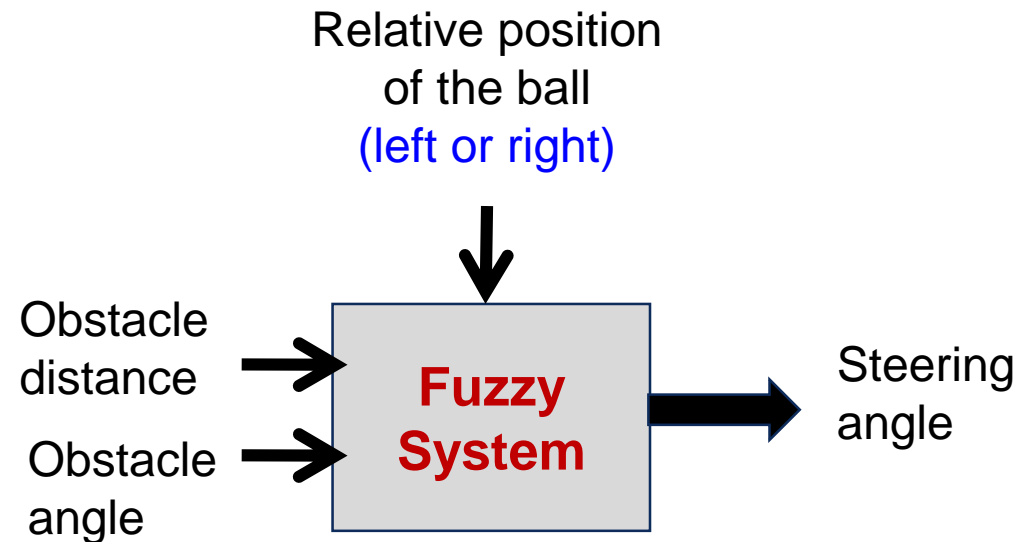 Relative position
of the ball
(left or right)
Obstacle
distance
Obstacle
angle
Fuzzy
System
Steering
angle